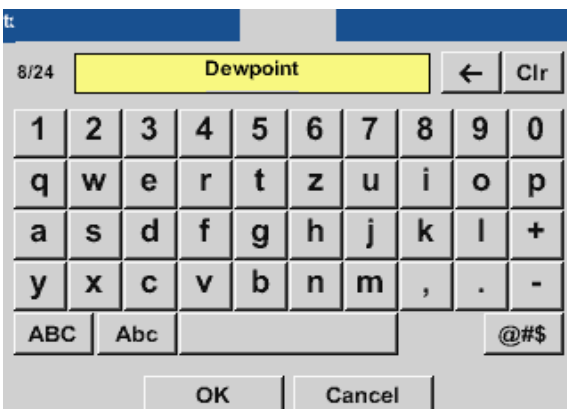 t:
8/24 Dewpoint ← Clr
1 2 3 4 5 6 7 8 9 0
q w e r t z u i o p
a s d f g h j k l +
y x c v b n m , . -
ABC Abc @#$
OK Cancel